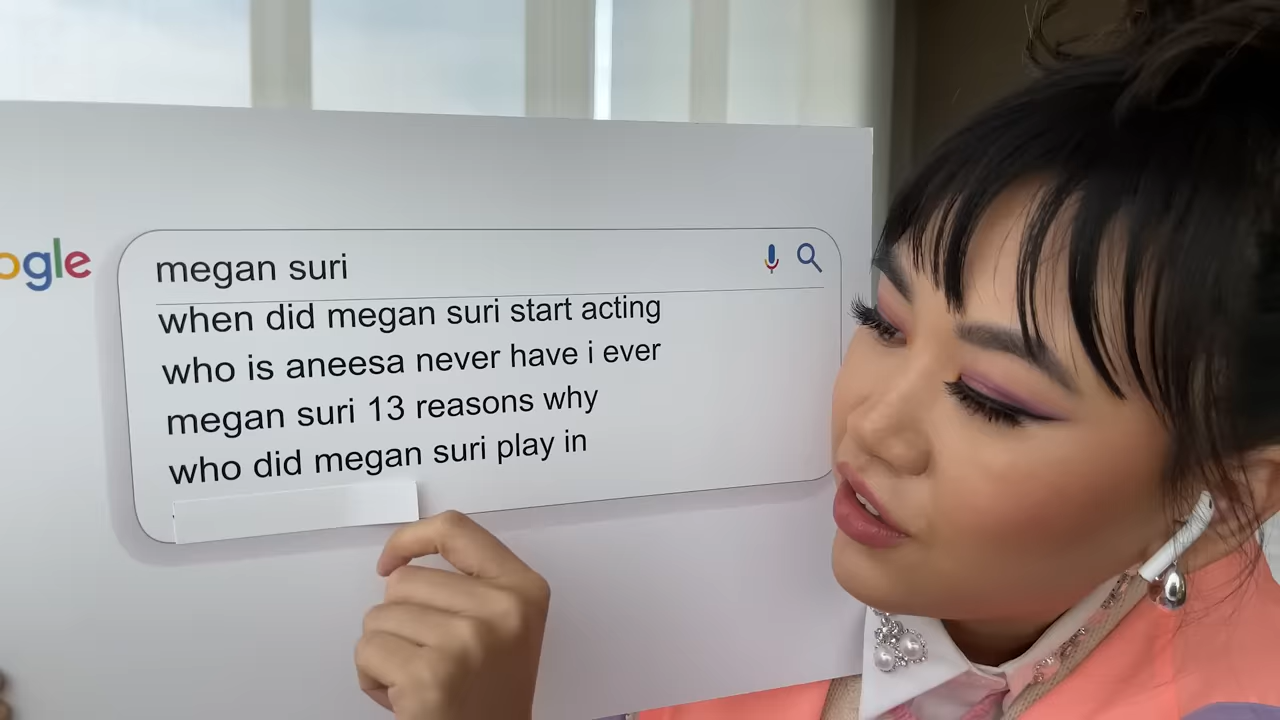 ogle
megan suri
when did megan suri start acting
who is aneesa never have i ever
megan suri 13 reasons why
who did megan suri play in